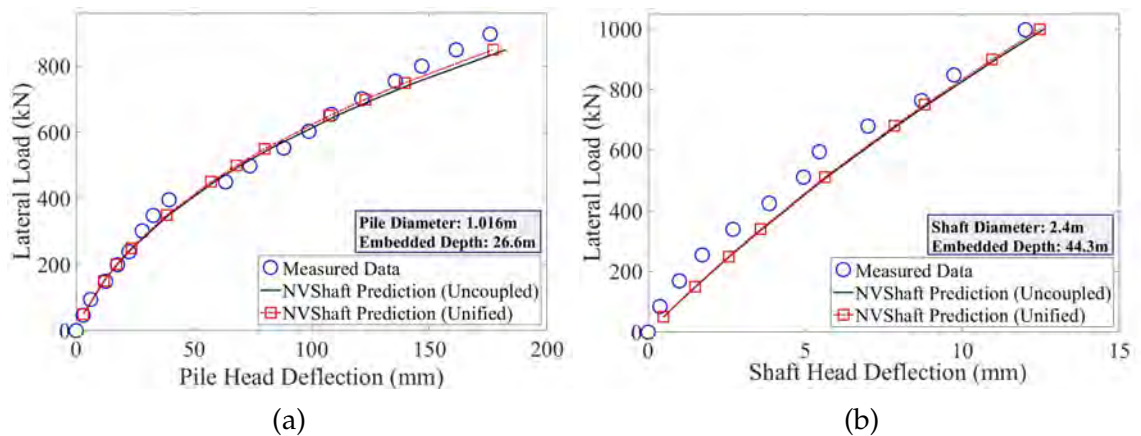 800
600
400
200
0
0
50
100
150
200
Lateral Load (kN)
Pile Head Deflection (mm)
Pile Diameter: 1.016m
Embedded Depth: 26.6m
Measured Data
NVShaft Prediction (Uncoupled)
NVShaft Prediction (Unified)
(a)
1000
800
600
400
200
0
0
5
10
15
Lateral Load (kN)
Shaft Head Deflection (mm)
Shaft Diameter: 2.4m
Embedded Depth: 44.3m
Measured Data
NVShaft Prediction (Uncoupled)
NVShaft Prediction (Unified)
(b)